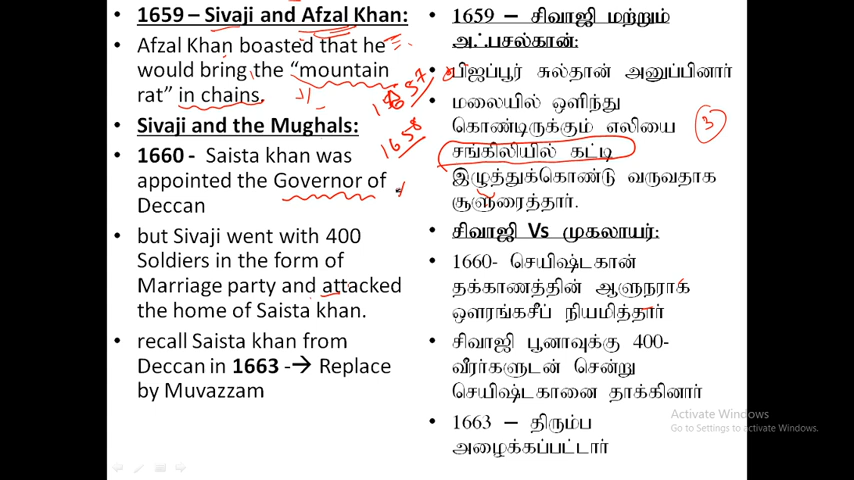 • 1659 – Sivaji and Afzal Khan:
• Afzal Khan boasted that he
would bring the “mountain
rat” in chains.
• Sivaji and the Mughals:
• 1660 - Saista khan was
appointed the Governor of
Deccan
• but Sivaji went with 400
Soldiers in the form of
Marriage party and attacked
the home of Saista khan.
• recall Saista khan from
Deccan in 1663 -→ Replace
by Muvazzam
1657
1658
• 1659 – சிவாஜி மற்றும்
அஃபசல்கான்:
• பிஜப்பூர் சுல்தான் அனுப்பினார்
• மலையில் ஒளிந்து
கொண்டிருக்கும் எலியை
சங்கிலியில் கட்டி
இழுத்துக்கொண்டு வருவதாக
சூளுரைத்தார்.
3
• சிவாஜி Vs முகலாயர்:
• 1660- செயிஷ்டகான்
தக்காணத்தின் ஆளுநராக
ஔரங்கசீப் நியமித்தார்
• சிவாஜி பூனாவுக்கு 400-
வீரர்களுடன் சென்று
செயிஷ்டகானை தாக்கினார்
• 1663 – திரும்ப
அழைக்கப்பட்டார்
Activate Windows
Go to Settings to activate Windows.